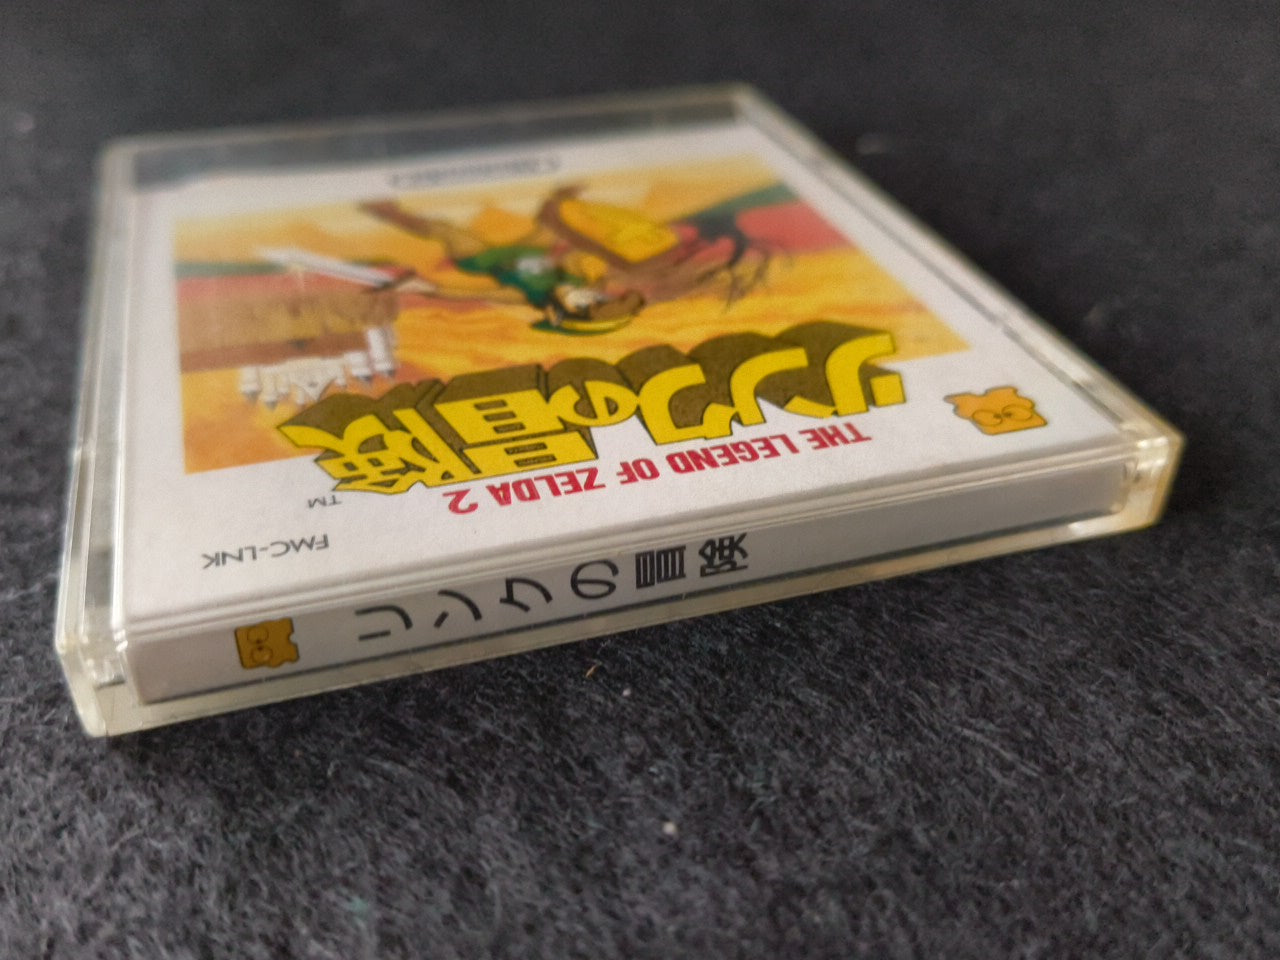 FMC-LNK
THE LEGEND OF ZELDA 2
リンクの冒険
TM
Nintendo
リンクの冒険